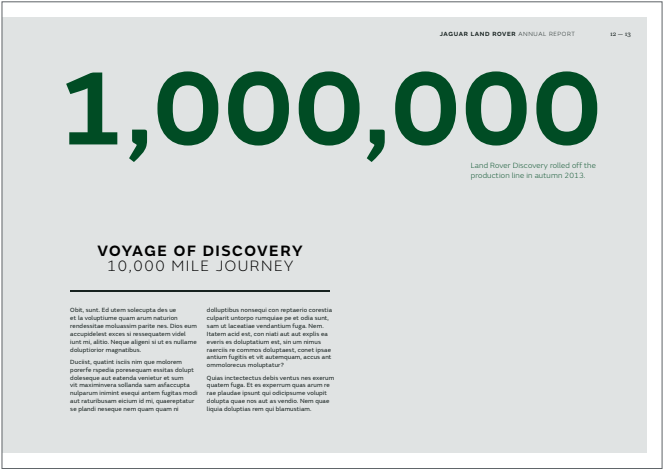 JAGUAR LAND ROVER ANNUAL REPORT 12 — 13
1,000,000
Land Rover Discovery rolled off the
production line in autumn 2013.
VOYAGE OF DISCOVERY
10,000 MILE JOURNEY
Obit, sunt. Ed utem solecupta des ue
et la voluptiume quam arum naturion
rendessitae moluassim parite nes. Dios eum
accupidelest exces si ressequatem videl
iunt mi, alitio. Neque aligeni si ut es nullame
doluptiorior magnatibus.
Duciist, quatint isciis nim que molorem
porerfe rspedia poresequam essitas dolupt
doleseque aut eatenda venietur et sum
vit maximinvera sollanda sam asfaccupta
nulparum inimint esequi antem fugitas modi
aut raturibusam eicium id mi, quaereptatur
se plandi neseque nem quam quam ni
dolluptibus nonsequi con reptaerio corestia
culparit untorpo rumquiae pe et odia sunt,
sam ut laceatiae vendantium fuga. Nem.
Itatem acid est, con niati aut aut explis ea
everis es doluptatium est, sin um nimus
raerciis re commos doluptaest, conet ipsae
antium fugitis et vit autemquam, accus ant
ommolorecus moluptatur?
Quias inctectectus debis ventus nes exerum
quatem fuga. Et es experrum quas arum re
rae plaudae ipsunt qui odicipsume volupit
dolupta quae nos aut as vendio. Nem quae
liquia doluptias rem qui blamustiam.